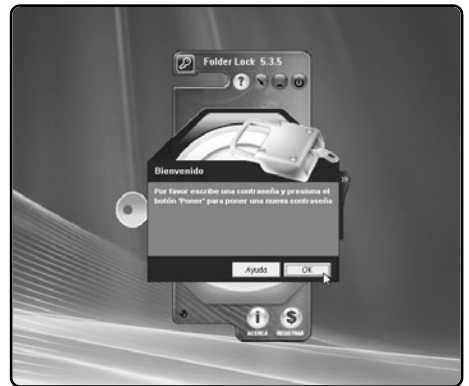 Folder Lock 5.3.5
?
Bienvenido
Por favor escribe una contraseña y presiona el
botón 'Poner' para poner una nueva contraseña
Ayuda
OK
i
$
ACERCA
REGISTRAR